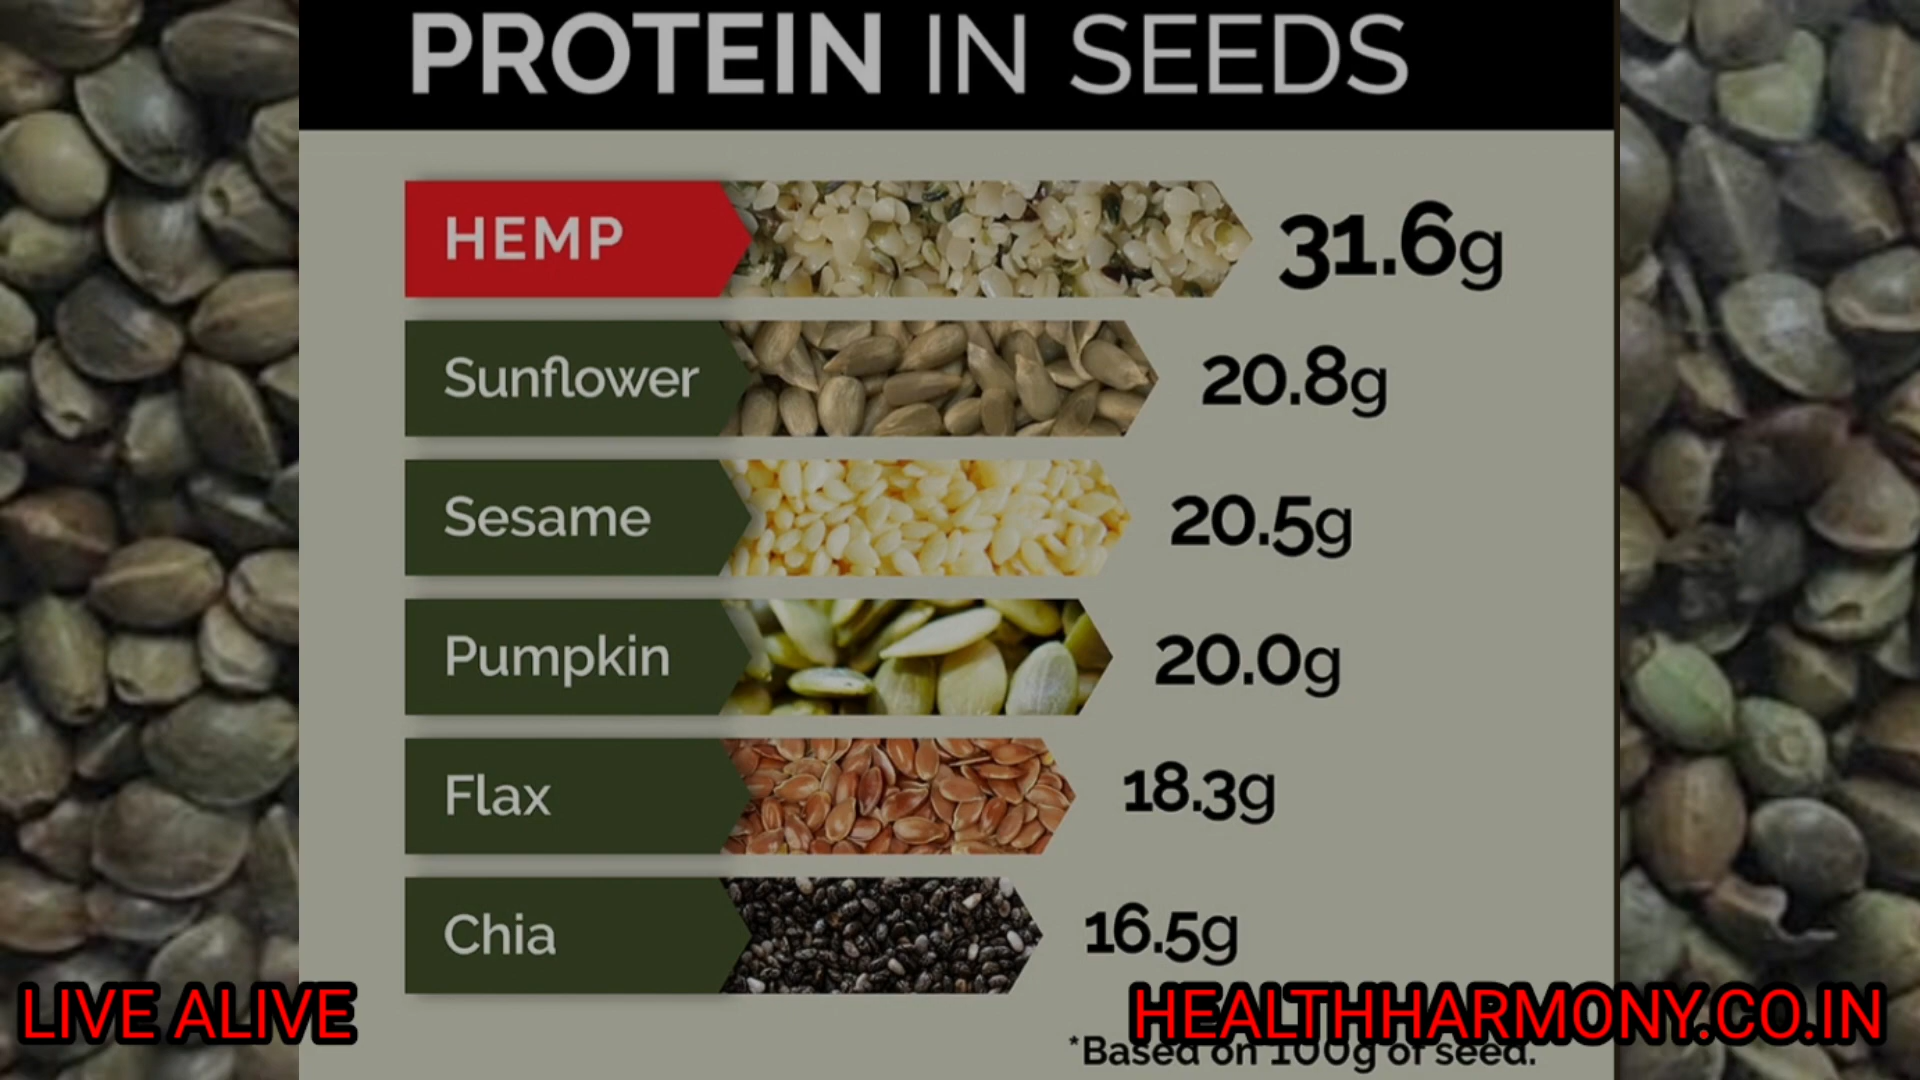 PROTEIN IN SEEDS
HEMP 31.6g
Sunflower 20.8g
Sesame 20.5g
Pumpkin 20.0g
Flax 18.3g
Chia 16.5g
LIVE ALIVE HEALTHHARMONY.CO.IN
*Based on 100g of seed.